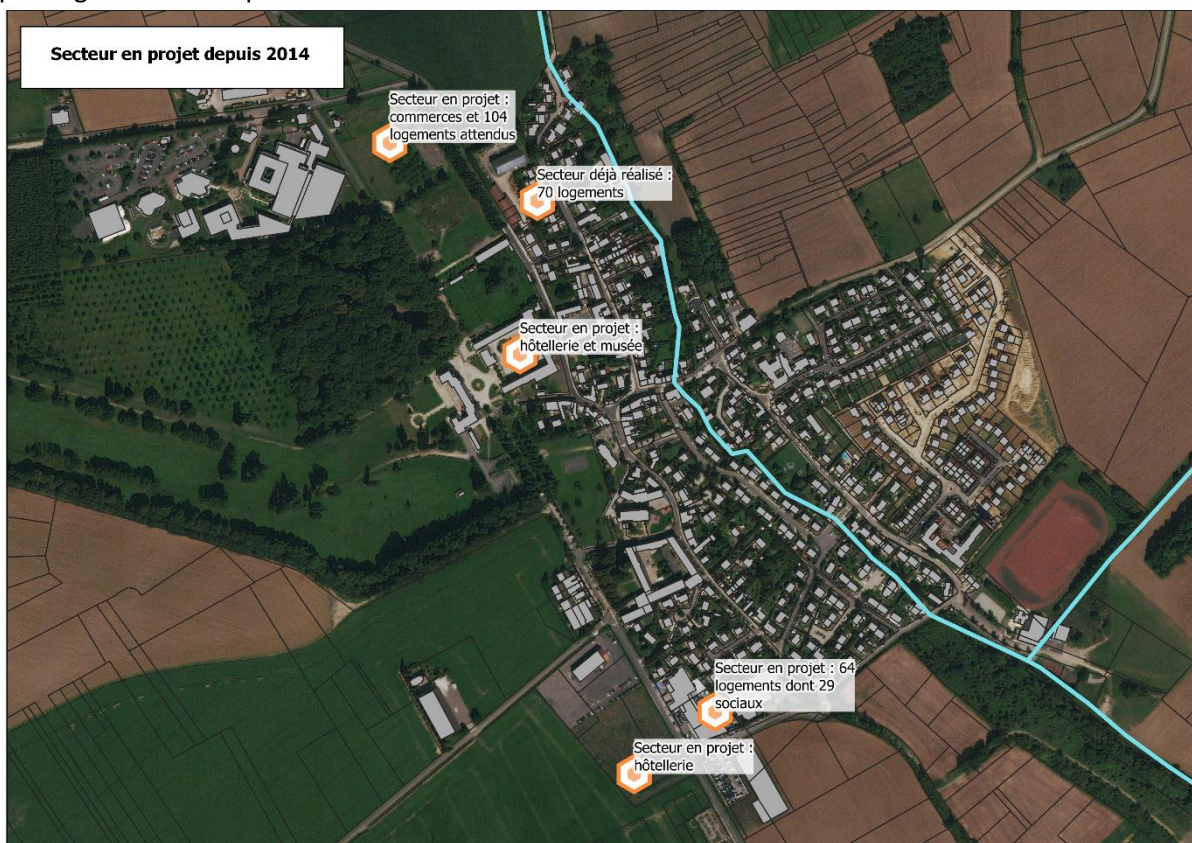 Secteur en projet depuis 2014
Secteur en projet :
commerces et 104
logements attendus
Secteur déjà réalisé :
70 logements
Secteur en projet :
hôtellerie et musée
Secteur en projet : 64
logements dont 29
sociaux
Secteur en projet :
hôtellerie